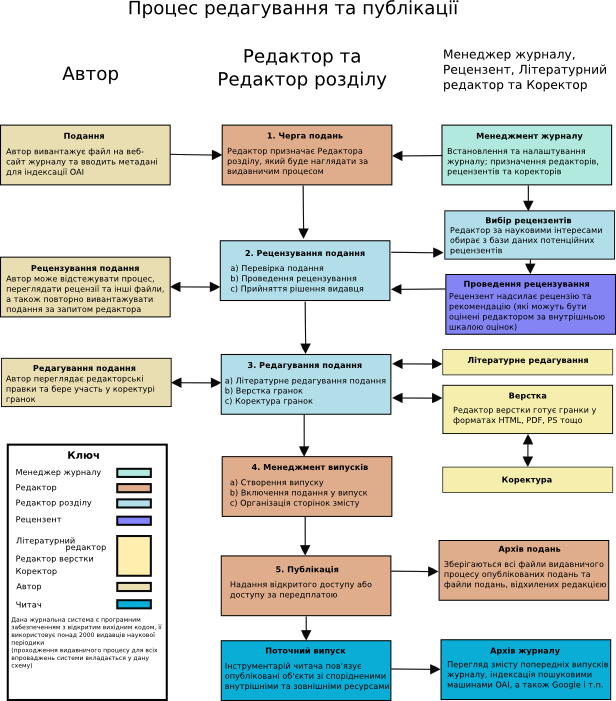 Процес редагування та публікації
Автор
Редактор та
Редактор розділу
Менеджер журналу,
Рецензент, Літературний
редактор та Коректор
Подання
Автор вивантажує файл на веб-
сайт журналу та вводить метадані
для індексації OAI
1. Черга подань
Редактор призначає Редактора
розділу, який буде наглядати за
видавничим процесом
Менеджмент журналу
Встановлення та налаштування
журналу; призначення редакторів,
рецензентів та коректорів
Вибір рецензентів
Редактор за науковими інтересами
обирає з бази даних потенційних
рецензентів
Рецензування подання
Автор може відстежувати процес,
переглядати рецензії та інші файли,
а також повторно вивантажувати
подання за запитом редактора
2. Рецензування подання
a) Перевірка подання
b) Проведення рецензування
c) Прийняття рішення видавця
Проведення рецензування
Рецензент надсилає рецензію та
рекомендацію (які можуть бути
оцінені редактором за внутрішньою
шкалою оцінок)
Редагування подання
Автор переглядає редакторські
правки та бере участь у коректурі
гранок
3. Редагування подання
a) Літературне редагування подання
b) Верстка гранок
c) Коректура гранок
Літературне редагування
Верстка
Редактор верстки готує гранки у
форматах HTML, PDF, PS тощо
Коректура
4. Менеджмент випусків
a) Створення випуску
b) Включення подання у випуск
c) Організація сторінок змісту
5. Публікація
Надання відкритого доступу або
доступу за передплатою
Архів подань
Зберігаються всі файли видавничого
процесу опублікованих подань та
файли подань, відхилених редакцією
Поточний випуск
Інструментарій читача пов'язує
опубліковані об'єкти зі спорідненими
внутрішніми та зовнішніми ресурсами
Архів журналу
Перегляд змісту попередніх випусків
журналу, індексація пошуковими
машинами OAI, а також Google і т.п.
Ключ
Менеджер журналу
Редактор
Редактор розділу
Рецензент
Літературний
редактор
Редактор верстки
Коректор
Автор
Читач
Дана журнальна система є програмним
забезпеченням з відкритим вихідним кодом, її
використовує понад 2000 видавців наукової
періодики
(проходження видавничого процесу для всіх
впроваджень системи вкладається у дану
схему)